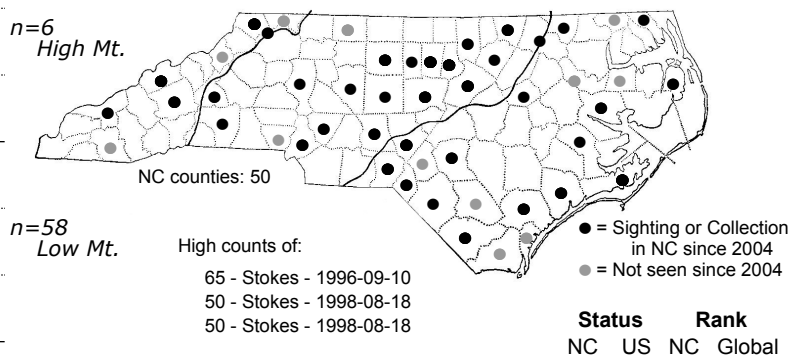 n=6
High Mt.
NC counties: 50
n=58
Low Mt.
High counts of:
65 - Stokes - 1996-09-10
50 - Stokes - 1998-08-18
50 - Stokes - 1998-08-18
● = Sighting or Collection
in NC since 2004
● = Not seen since 2004
Status Rank
NC US NC Global